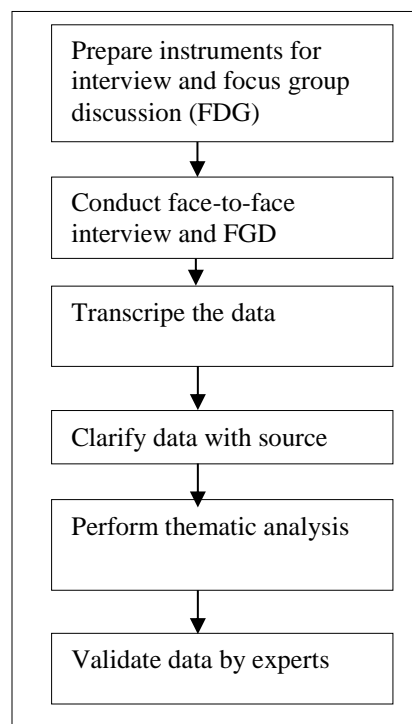 Prepare instruments for
interview and focus group
discussion (FDG)
Conduct face-to-face
interview and FGD
Transcripe the data
Clarify data with source
Perform thematic analysis
Validate data by experts